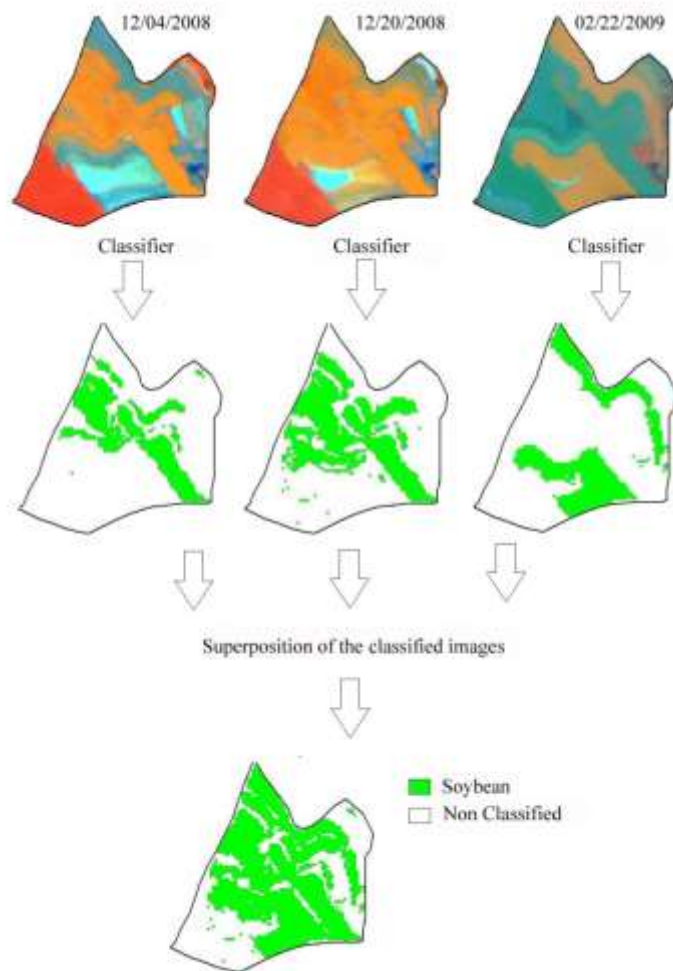 12/04/2008
12/20/2008
02/22/2009
Classifier
Classifier
Classifier
Superposition of the classified images
Soybean
Non Classified